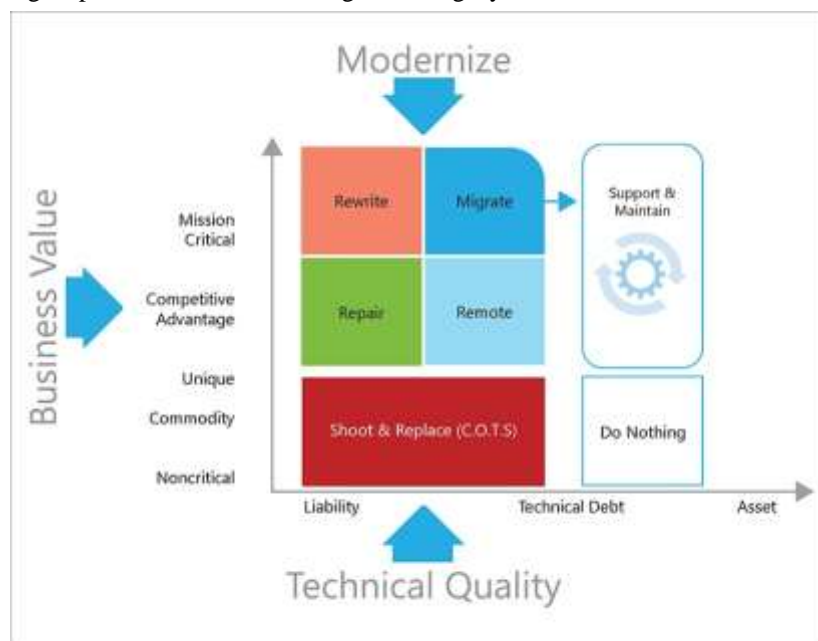 Modernize
Business Value
Mission
Critical
Competitive
Advantage
Unique
Commodity
Noncritical
Rewrite
Migrate
Support &
Maintain
Repair
Remote
Shoot & Replace (C.O.T.S)
Do Nothing
Liability
Technical Debt
Asset
Technical Quality